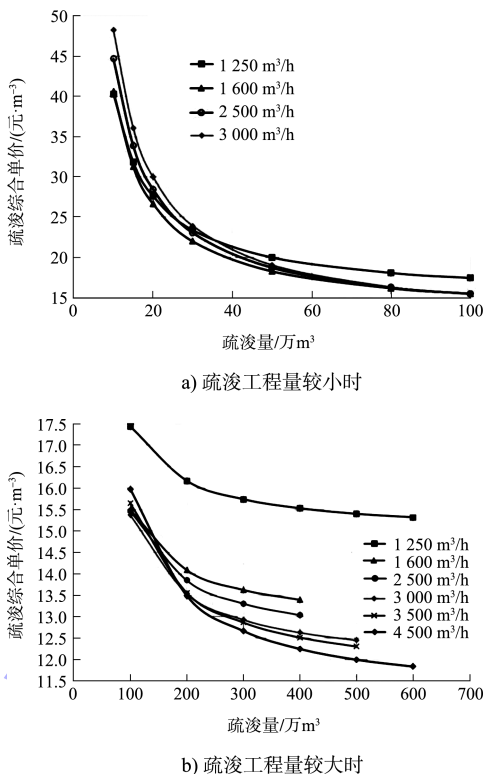 50
45
40
35
30
25
20
15
疏浚综合单价/(元·m⁻³)
1 250 m³/h
1 600 m³/h
2 500 m³/h
3 000 m³/h
0 20 40 60 80 100
疏浚量/万m³
a) 疏浚工程量较小时
17.5
17.0
16.5
16.0
15.5
15.0
14.5
14.0
13.5
13.0
12.5
12.0
11.5
疏浚综合单价/(元·m⁻³)
1 250 m³/h
1 600 m³/h
2 500 m³/h
3 000 m³/h
3 500 m³/h
4 500 m³/h
0 100 200 300 400 500 600 700
疏浚量/万m³
b) 疏浚工程量较大时